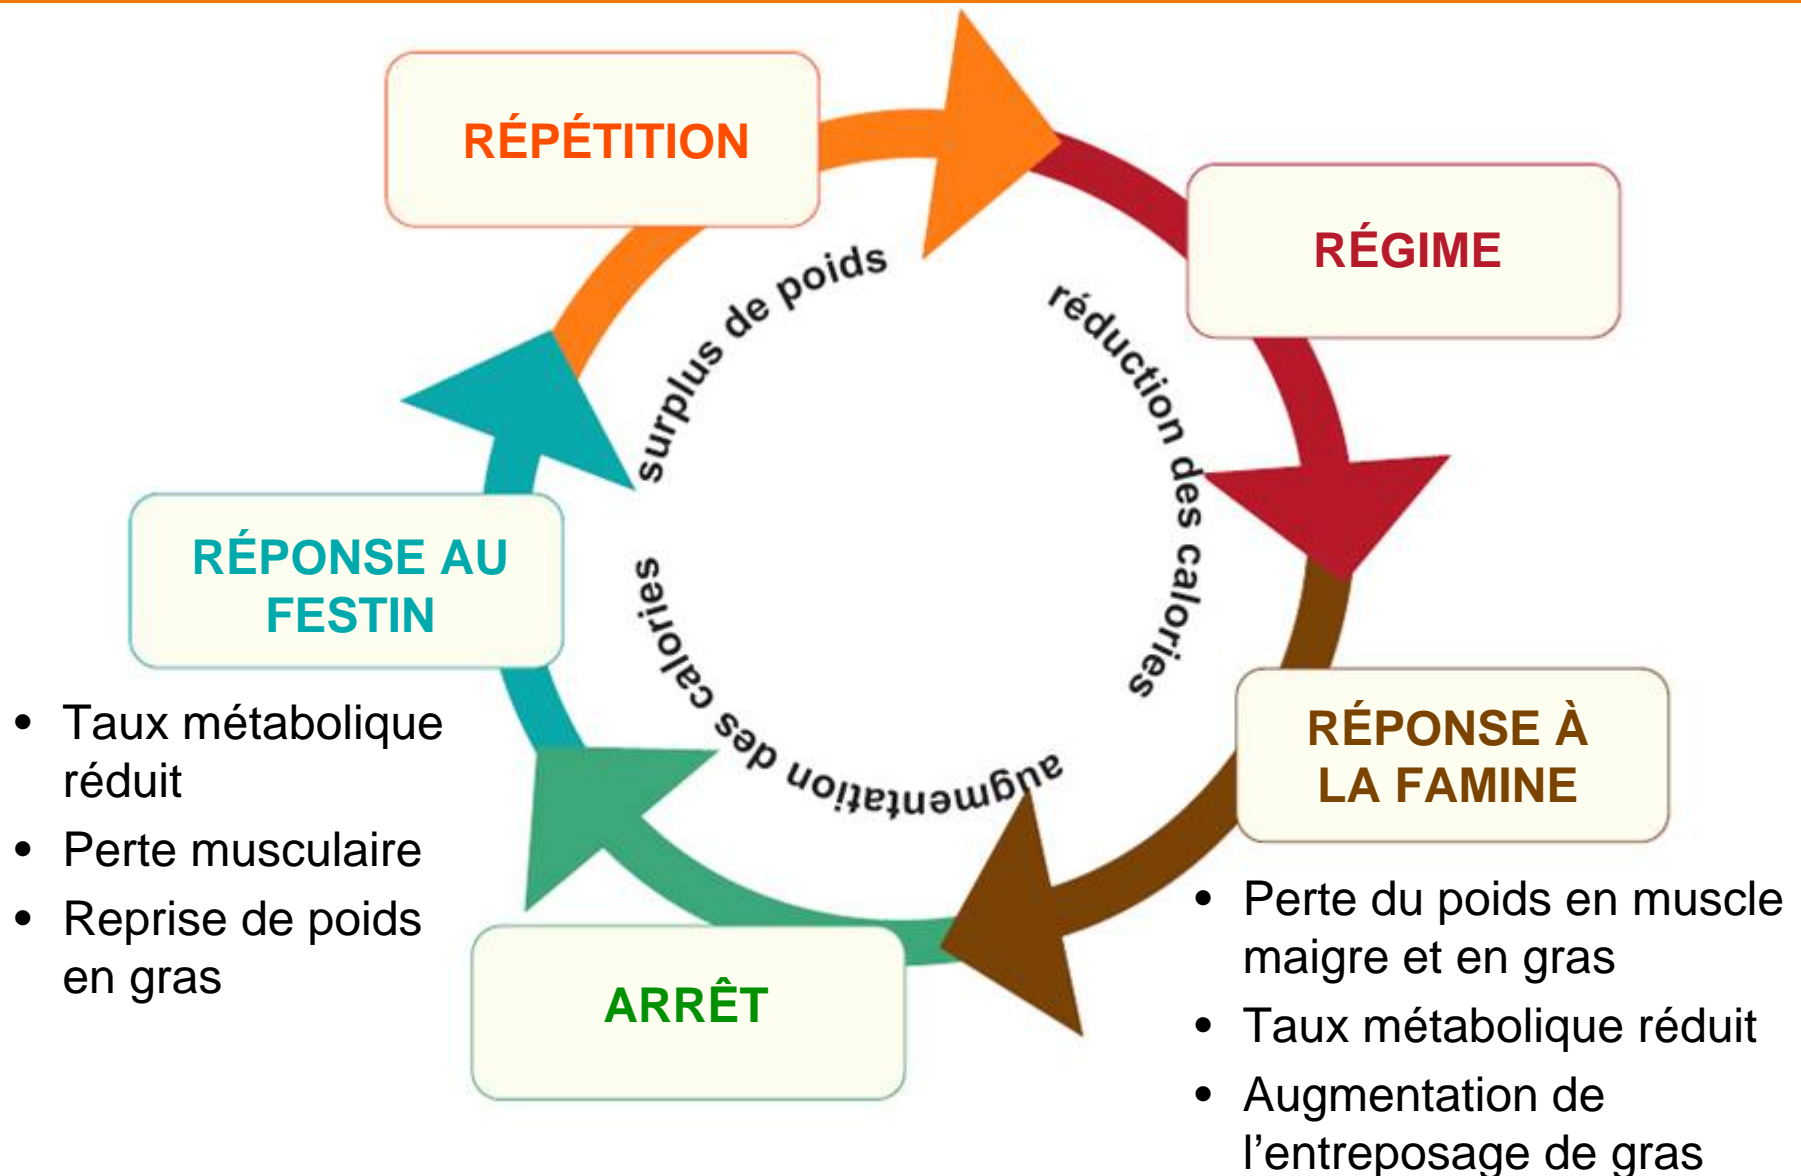 RÉPÉTITION
RÉGIME
surplus de poids
réduction des calories
RÉPONSE AU
FESTIN
augmentation des calories
• Taux métabolique
réduit
• Perte musculaire
• Reprise de poids
en gras
RÉPONSE À
LA FAMINE
• Perte du poids en muscle
maigre et en gras
• Taux métabolique réduit
• Augmentation de
l’entreposage de gras
ARRÊT